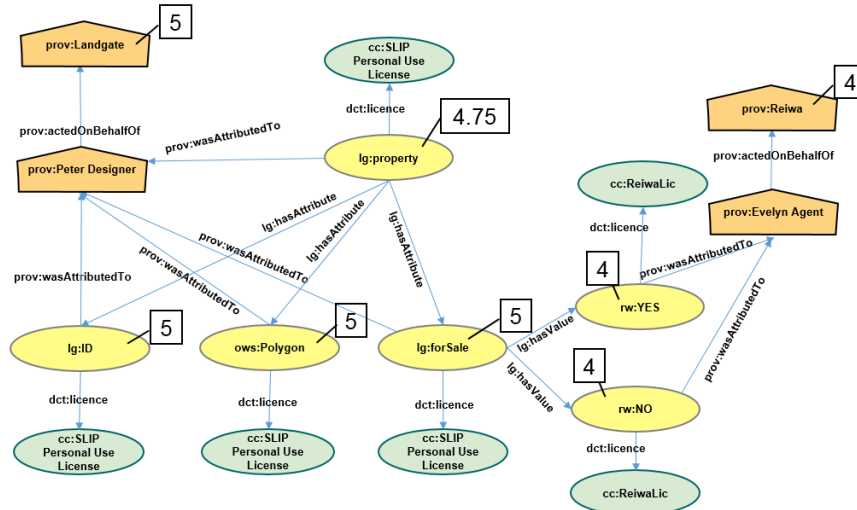 prov:Landgate
5
cc:SLIP
Personal Use
License
prov:Reiwa
4
dct:licence
4.75
prov:actedOnBehalfOf
prov:wasAttributedTo
lg:property
prov:actedOnBehalfOf
prov:Peter Designer
cc:ReiwaLic
prov:Evelyn Agent
lg:hasAttribute
lg:hasAttribute
lg:hasAttribute
dct:licence
prov:wasAttributedTo
prov:wasAttributedTo
prov:wasAttributedTo
prov:wasAttributedTo
4
rw:YES
5
5
5
lg:ID
ows:Polygon
lg:forSale
lg:hasValue
lg:hasValue
prov:wasAttributedTo
4
rw:NO
dct:licence
dct:licence
dct:licence
dct:licence
cc:SLIP
Personal Use
License
cc:SLIP
Personal Use
License
cc:SLIP
Personal Use
License
cc:ReiwaLic